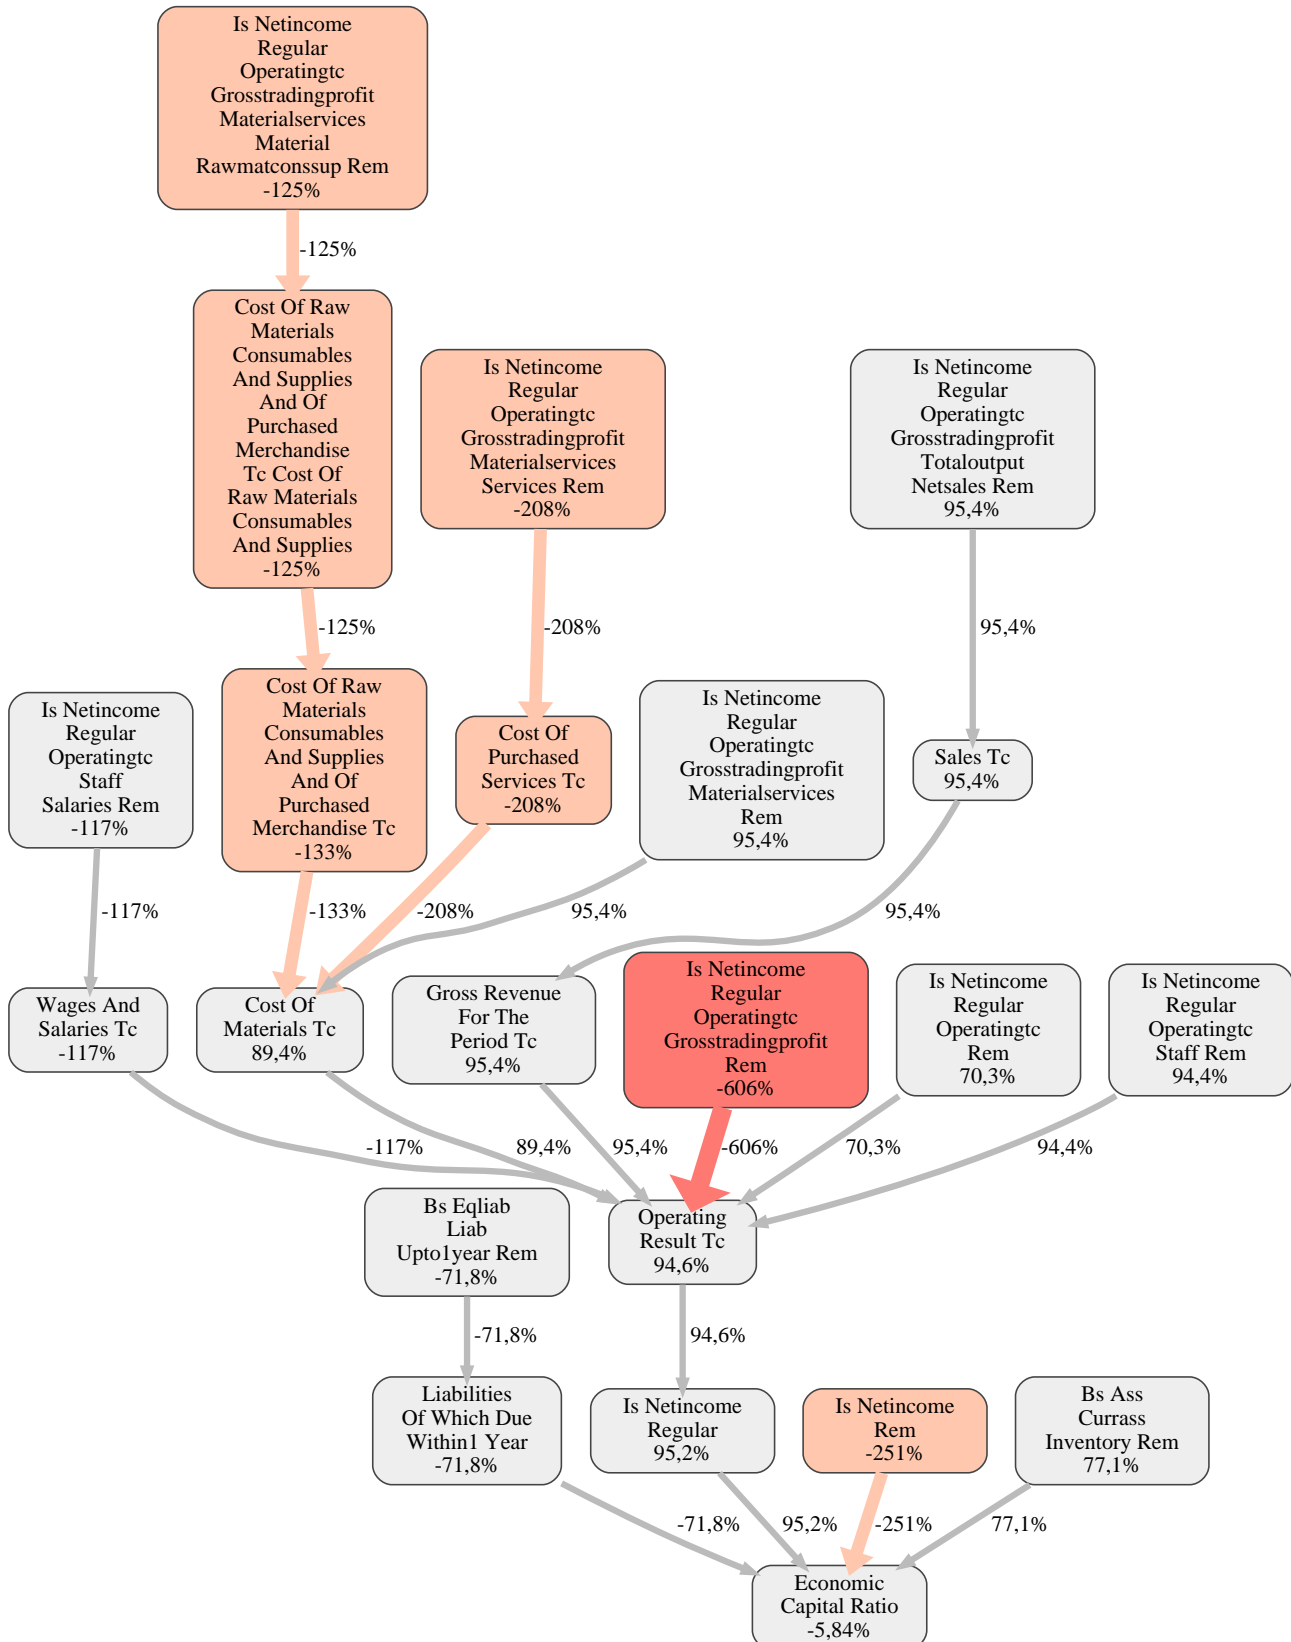 Is Netincome
Regular
Operatingtc
Grosstradingprofit
Materialservices
Material
Rawmatconssup Rem
-125%
-125%
Cost Of Raw
Materials
Consumables
And Supplies
And Of
Purchased
Merchandise
Tc Cost Of
Raw Materials
Consumables
And Supplies
-125%
Is Netincome
Regular
Operatingtc
Grosstradingprofit
Materialservices
Services Rem
-208%
Is Netincome
Regular
Operatingtc
Grosstradingprofit
Totaloutput
Netsales Rem
95,4%
-125%
-208%
95,4%
Is Netincome
Regular
Operatingtc
Staff
Salaries Rem
-117%
Cost Of Raw
Materials
Consumables
And Supplies
And Of
Purchased
Merchandise Tc
-133%
Cost Of
Purchased
Services Tc
-208%
Is Netincome
Regular
Operatingtc
Grosstradingprofit
Materialservices
Rem
95,4%
Sales Tc
95,4%
-117%
-133%
-208%
95,4%
95,4%
Wages And
Salaries Tc
-117%
Cost Of
Materials Tc
89,4%
Gross Revenue
For The
Period Tc
95,4%
Is Netincome
Regular
Operatingtc
Grosstradingprofit
Rem
-606%
Is Netincome
Regular
Operatingtc
Rem
70,3%
Is Netincome
Regular
Operatingtc
Staff Rem
94,4%
-117%
89,4%
95,4%
-606%
70,3%
94,4%
Bs Eqliab
Liab
Upto1year Rem
-71,8%
Operating
Result Tc
94,6%
-71,8%
94,6%
Liabilities
Of Which Due
Within1 Year
-71,8%
Is Netincome
Regular
95,2%
Is Netincome
Rem
-251%
Bs Ass
Currass
Inventory Rem
77,1%
-71,8%
95,2%
-251%
77,1%
Economic
Capital Ratio
-5,84%